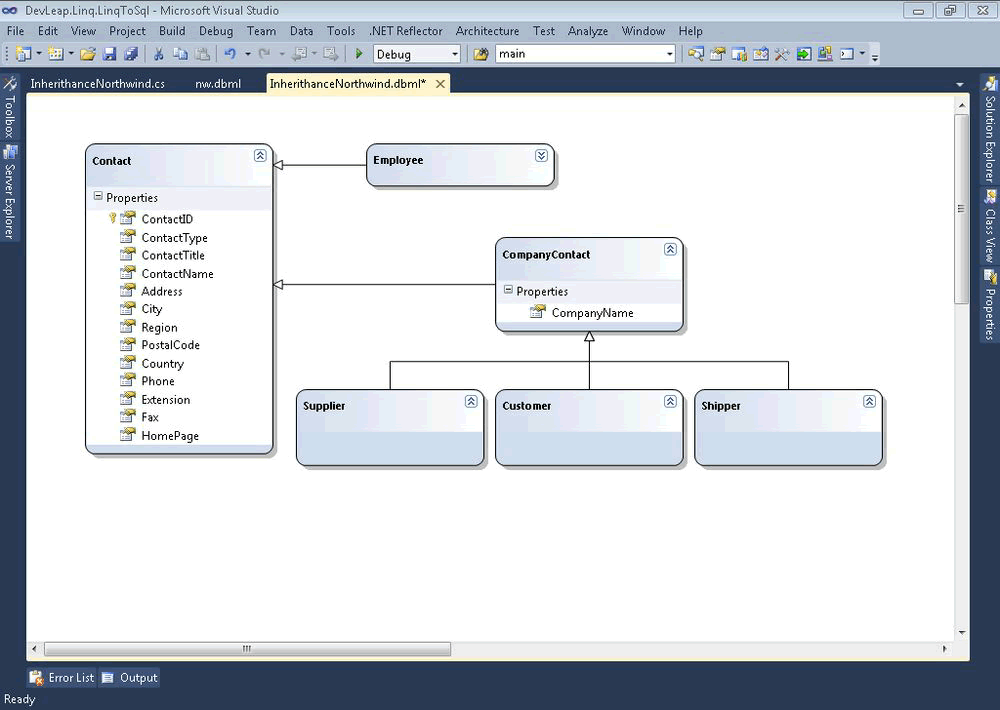 DevLeap.Linq.LinqToSql - Microsoft Visual Studio
File Edit View Project Build Debug Team Data Tools .NET Reflector Architecture Test Analyze Window Help
Debug main
InherithanceNorthwind.cs nw.dbml InherithanceNorthwind.dbml*
Toolbox
Server Explorer
Contact
Properties
ContactID
ContactType
ContactTitle
ContactName
Address
City
Region
PostalCode
Country
Phone
Extension
Fax
HomePage
Employee
CompanyContact
Properties
CompanyName
Supplier
Customer
Shipper
Solution Explorer
Class View
Properties
Error List Output
Ready